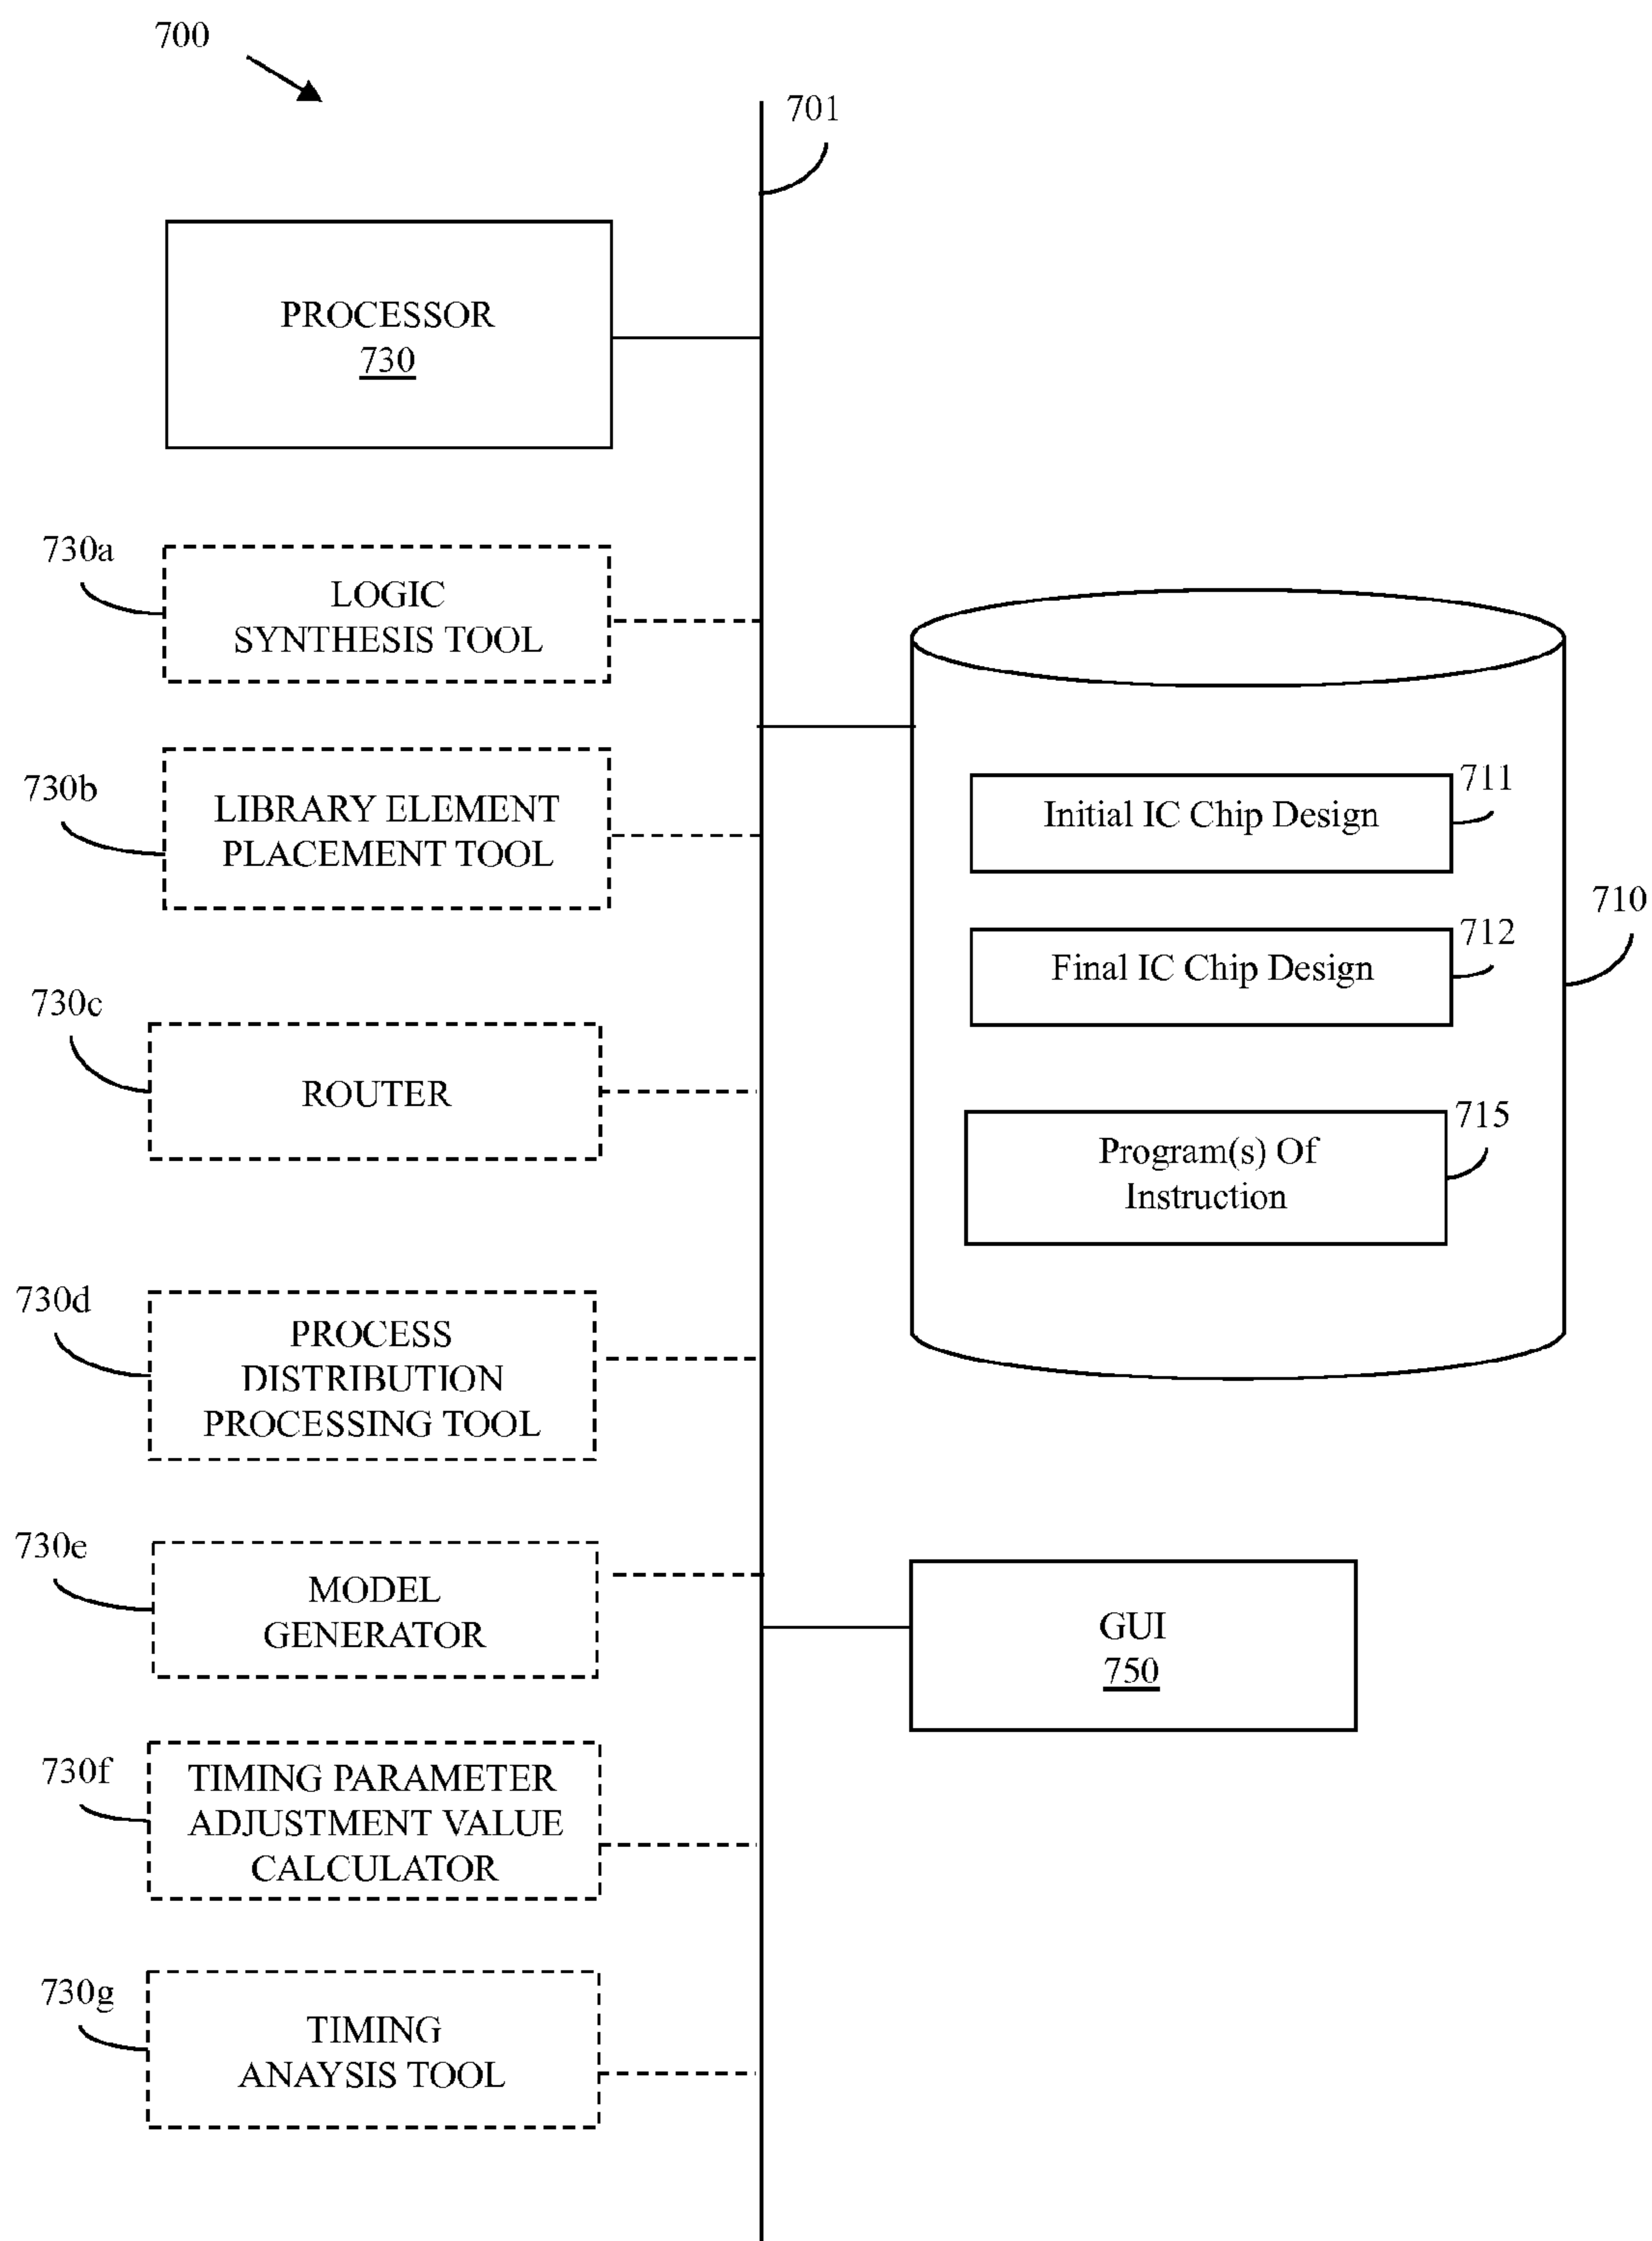 700
701
PROCESSOR
730
730a
LOGIC
SYNTHESIS TOOL
730b
LIBRARY ELEMENT
PLACEMENT TOOL
730c
ROUTER
730d
PROCESS
DISTRIBUTION
PROCESSING TOOL
730e
MODEL
GENERATOR
730f
TIMING PARAMETER
ADJUSTMENT VALUE
CALCULATOR
730g
TIMING
ANAYSIS TOOL
710
711
Initial IC Chip Design
712
Final IC Chip Design
715
Program(s) Of
Instruction
GUI
750